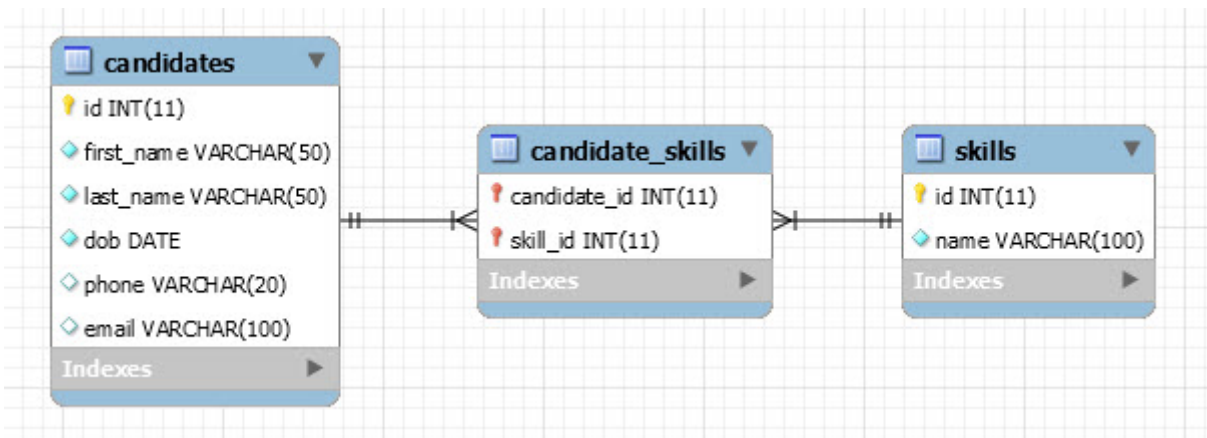 candidates
id INT(11)
first_name VARCHAR(50)
last_name VARCHAR(50)
dob DATE
phone VARCHAR(20)
email VARCHAR(100)
Indexes
candidate_skills
candidate_id INT(11)
skill_id INT(11)
Indexes
skills
id INT(11)
name VARCHAR(100)
Indexes